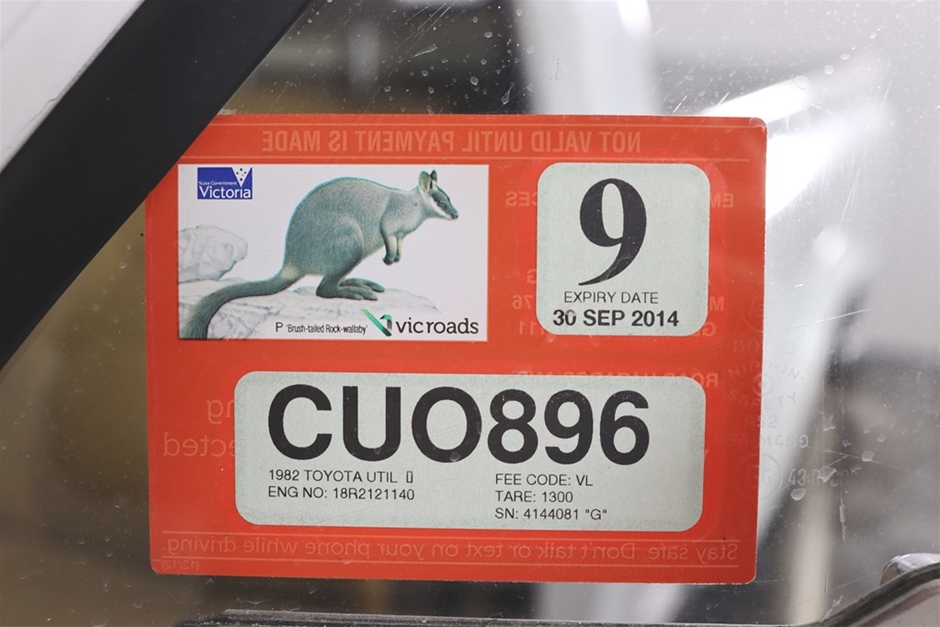 NOT VALID UNTIL PAYMENT IS MADE
State Government
Victoria
P 'Brush-tailed Rock-wallaby'
vicroads
9
EXPIRY DATE
30 SEP 2014
CUO896
1982 TOYOTA UTIL
ENG NO: 18R2121140
FEE CODE: VL
TARE: 1300
SN: 4144081 "G"
Stay safe. Don't talk or text on your phone while driving
(12/12)